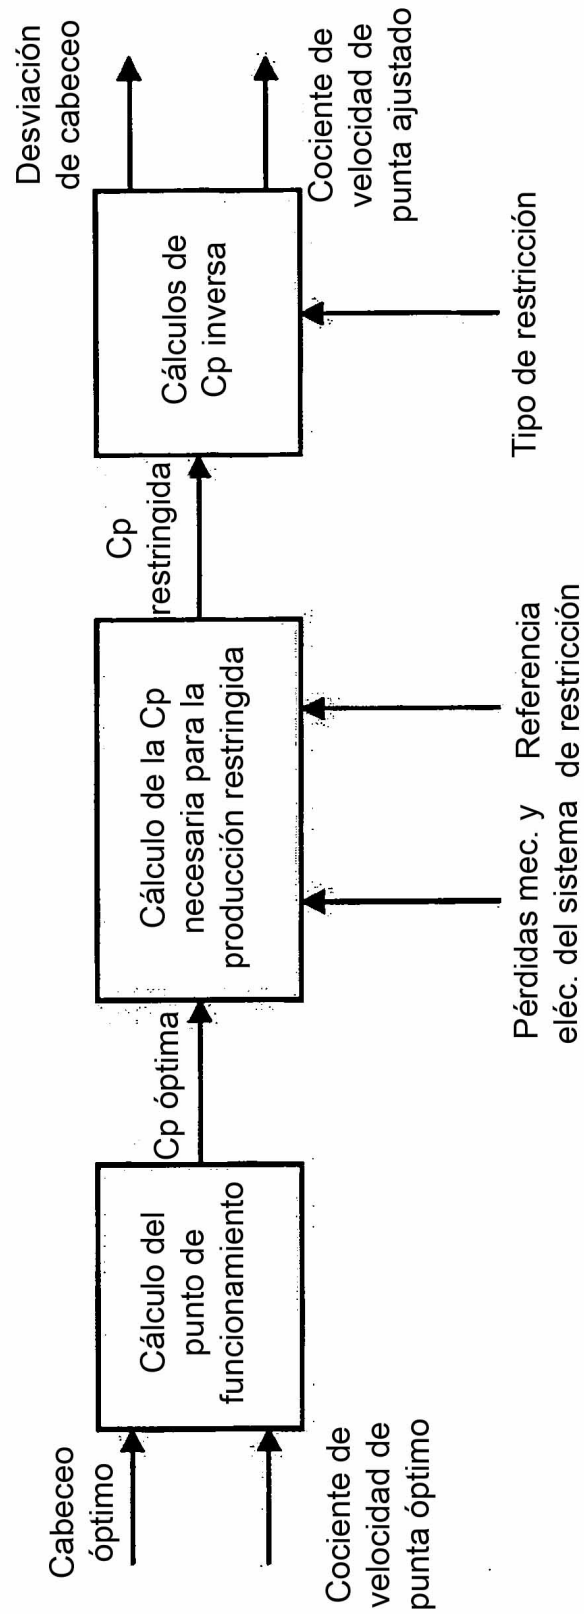 Cabeceo
óptimo
Cociente de
velocidad de
punta óptimo
Cálculo del
punto de
funcionamiento
Cp óptima
Cálculo de la Cp
necesaria para la
producción restringida
Pérdidas mec. y
eléc. del sistema
Referencia
de restricción
Cp
restringida
Cálculos de
Cp inversa
Tipo de restricción
Desviación
de cabeceo
Cociente de
velocidad de
punta ajustado